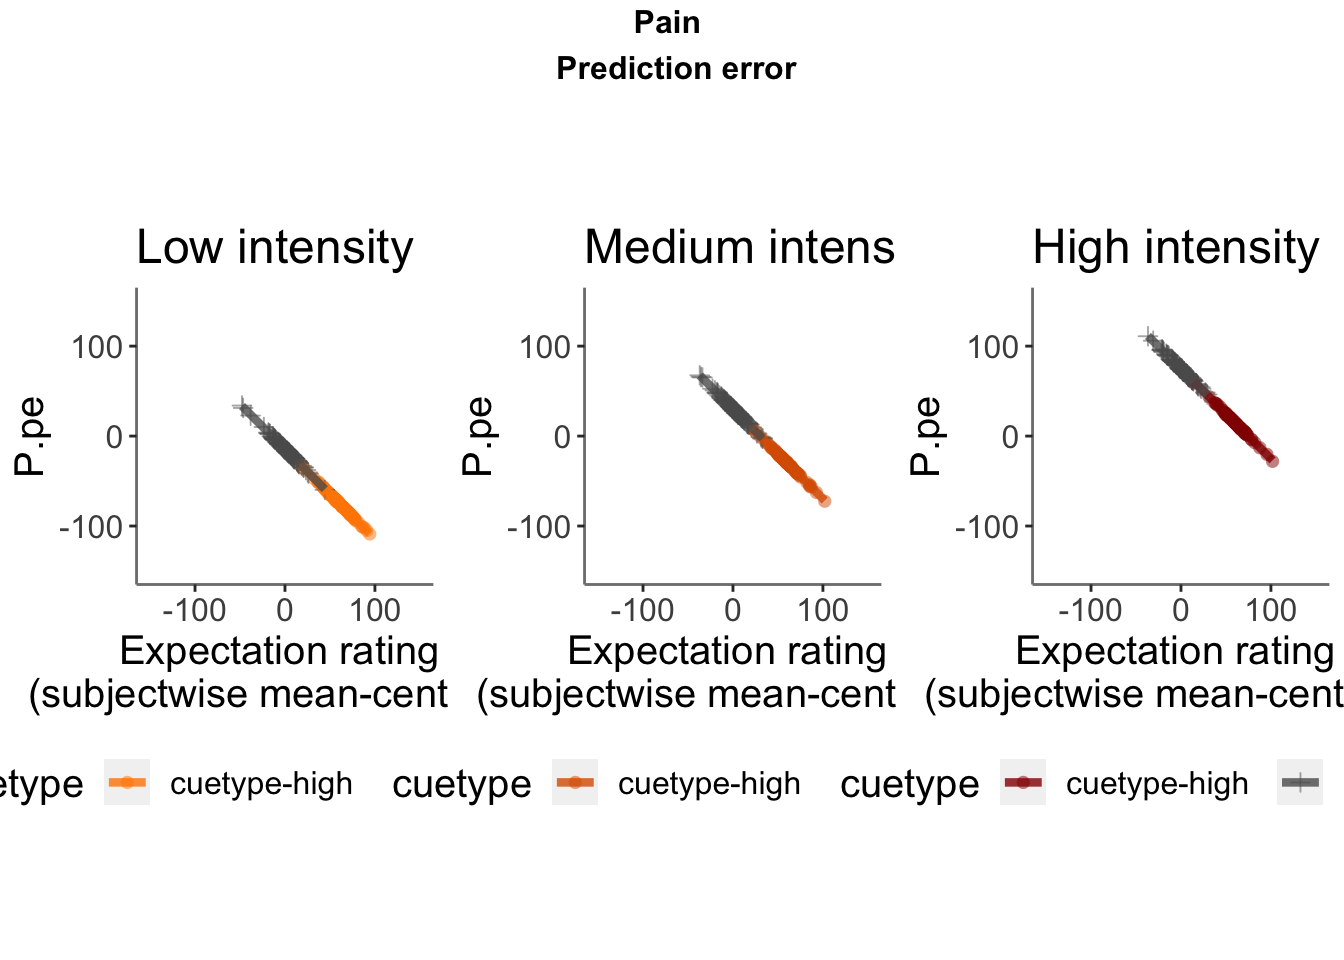 Pain
Prediction error
Low intensity
Medium intens
High intensity
P.pe
100
0
-100
-100
0
100
Expectation rating
(subjectwise mean-cent
P.pe
100
0
-100
-100
0
100
Expectation rating
(subjectwise mean-cent
P.pe
100
0
-100
-100
0
100
Expectation rating
(subjectwise mean-cent
etype cuetype-high
cuetype cuetype-high
cuetype cuetype-high